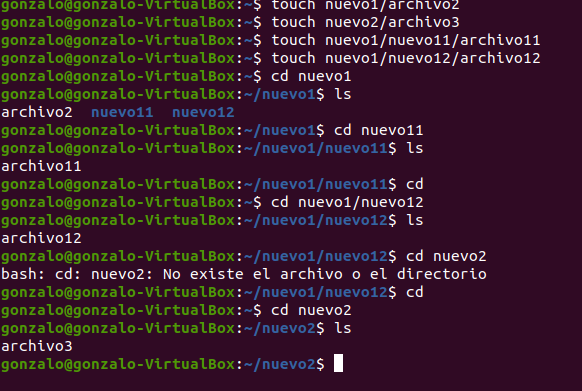 gonzalo@gonzalo-VirtualBox:~$ touch nuevo1/archivo2
gonzalo@gonzalo-VirtualBox:~$ touch nuevo2/archivo3
gonzalo@gonzalo-VirtualBox:~$ touch nuevo1/nuevo11/archivo11
gonzalo@gonzalo-VirtualBox:~$ touch nuevo1/nuevo12/archivo12
gonzalo@gonzalo-VirtualBox:~$ cd nuevo1
gonzalo@gonzalo-VirtualBox:~/nuevo1$ ls
archivo2  nuevo11  nuevo12
gonzalo@gonzalo-VirtualBox:~/nuevo1$ cd nuevo11
gonzalo@gonzalo-VirtualBox:~/nuevo1/nuevo11$ ls
archivo11
gonzalo@gonzalo-VirtualBox:~/nuevo1/nuevo11$ cd
gonzalo@gonzalo-VirtualBox:~$ cd nuevo1/nuevo12
gonzalo@gonzalo-VirtualBox:~/nuevo1/nuevo12$ ls
archivo12
gonzalo@gonzalo-VirtualBox:~/nuevo1/nuevo12$ cd nuevo2
bash: cd: nuevo2: No existe el archivo o el directorio
gonzalo@gonzalo-VirtualBox:~/nuevo1/nuevo12$ cd
gonzalo@gonzalo-VirtualBox:~$ cd nuevo2
gonzalo@gonzalo-VirtualBox:~/nuevo2$ ls
archivo3
gonzalo@gonzalo-VirtualBox:~/nuevo2$